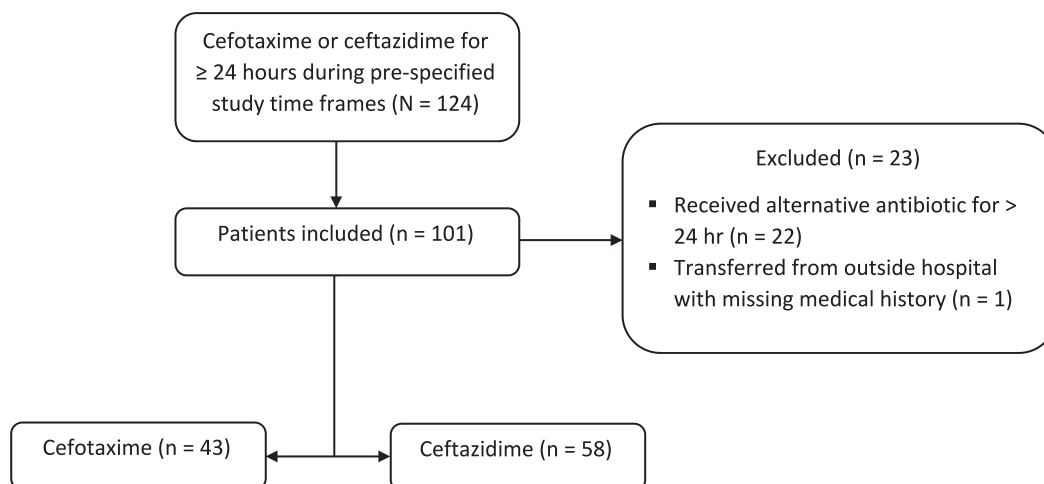 Cefotaxime or ceftazidime for
≥ 24 hours during pre-specified
study time frames (N = 124)
Excluded (n = 23)
▪ Received alternative antibiotic for >
24 hr (n = 22)
▪ Transferred from outside hospital
with missing medical history (n = 1)
Patients included (n = 101)
Cefotaxime (n = 43)
Ceftazidime (n = 58)